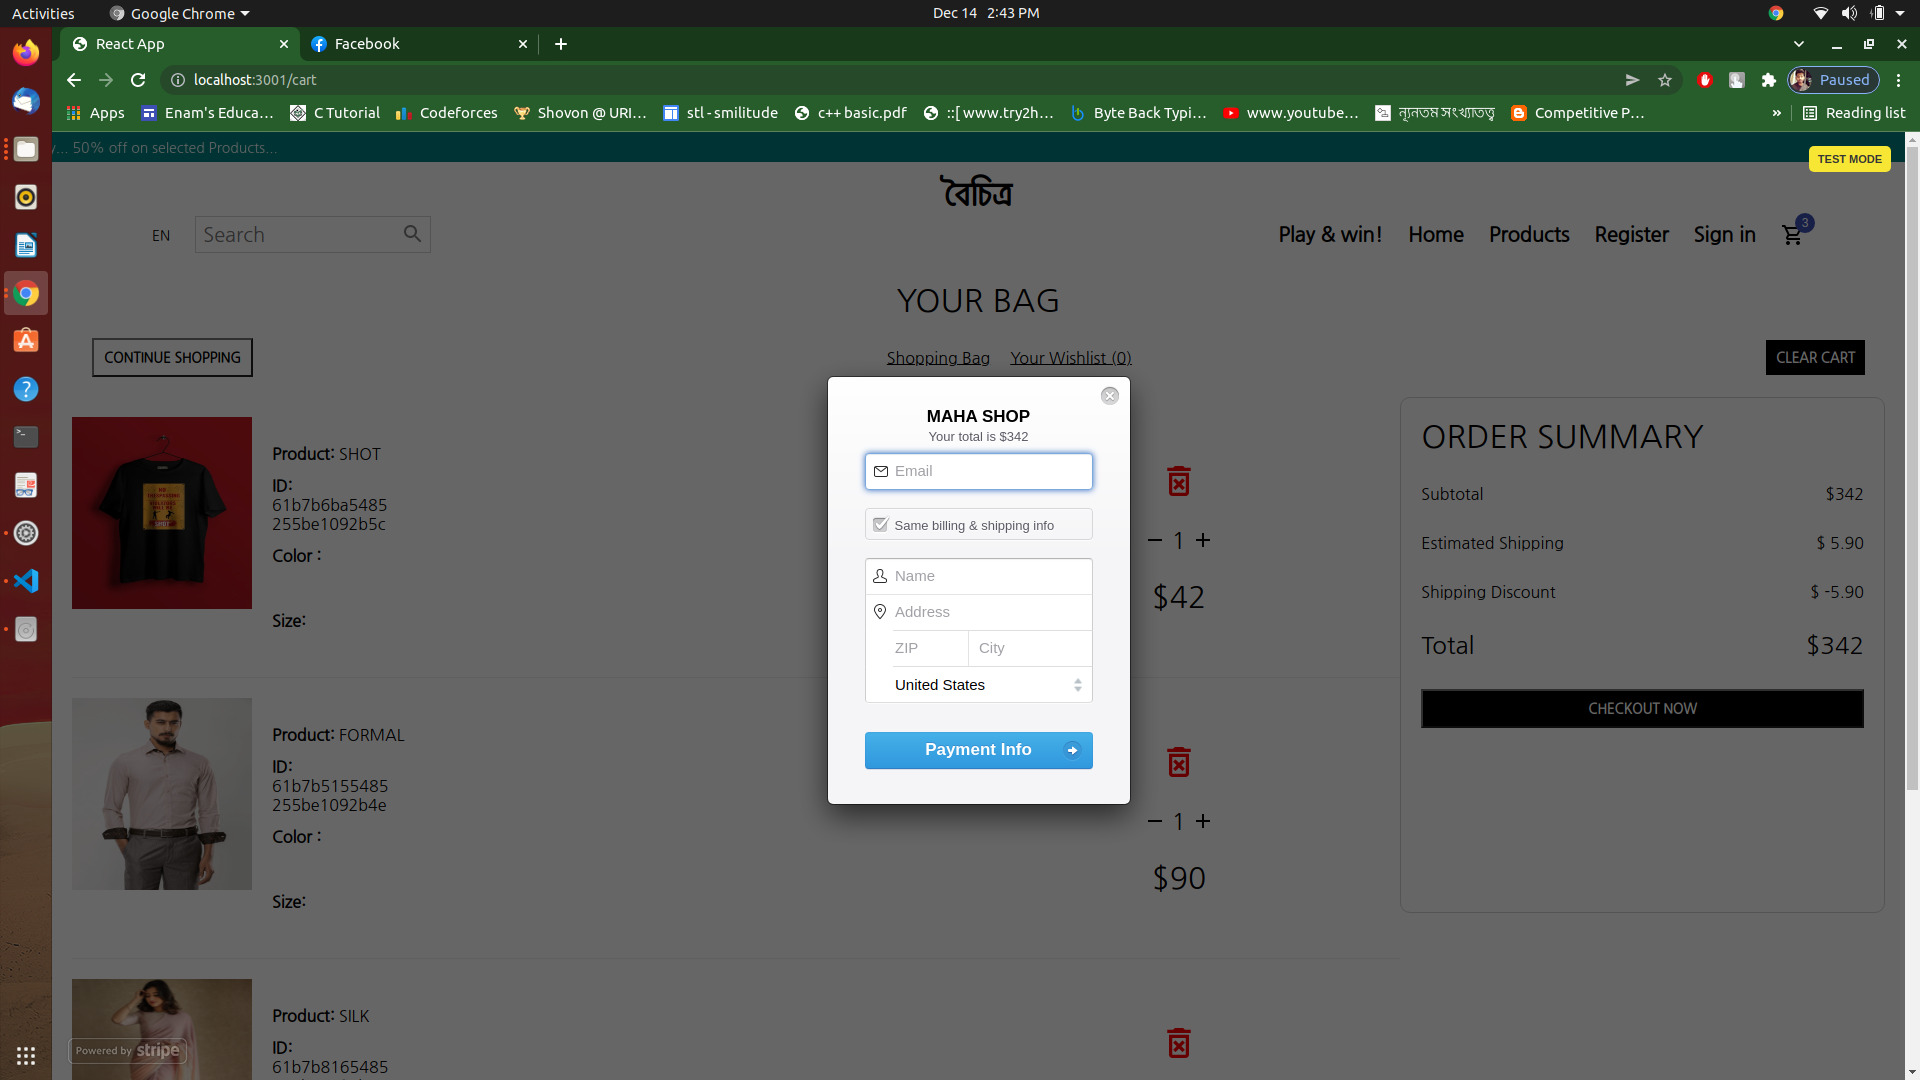 Activities
Google Chrome
Dec 14 2:43 PM
React App
Facebook
localhost:3001/cart
Paused
Apps
Enam's Educa...
C Tutorial
Codeforces
Shovon @ URI...
stl - smilitude
c++ basic.pdf
::[ www.try2h...
Byte Back Typi...
www.youtube...
ন্যূনতম সংখ্যাতত্ত্ব
Competitive P...
»
Reading list
y... 50% off on selected Products...
TEST MODE
বৈচিত্র
EN
Search
Play & win!
Home
Products
Register
Sign in
3
YOUR BAG
CONTINUE SHOPPING
Shopping Bag
Your Wishlist (0)
CLEAR CART
Product: SHOT
ID:
61b7b6ba5485
255be1092b5c
Color :
Size:
1
$42
Product: FORMAL
ID:
61b7b5155485
255be1092b4e
Color :
Size:
1
$90
Product: SILK
ID:
61b7b8165485
MAHA SHOP
Your total is $342
Email
Same billing & shipping info
Name
Address
ZIP
City
United States
Payment Info
ORDER SUMMARY
Subtotal
$342
Estimated Shipping
$ 5.90
Shipping Discount
$ -5.90
Total
$342
CHECKOUT NOW
Powered by stripe